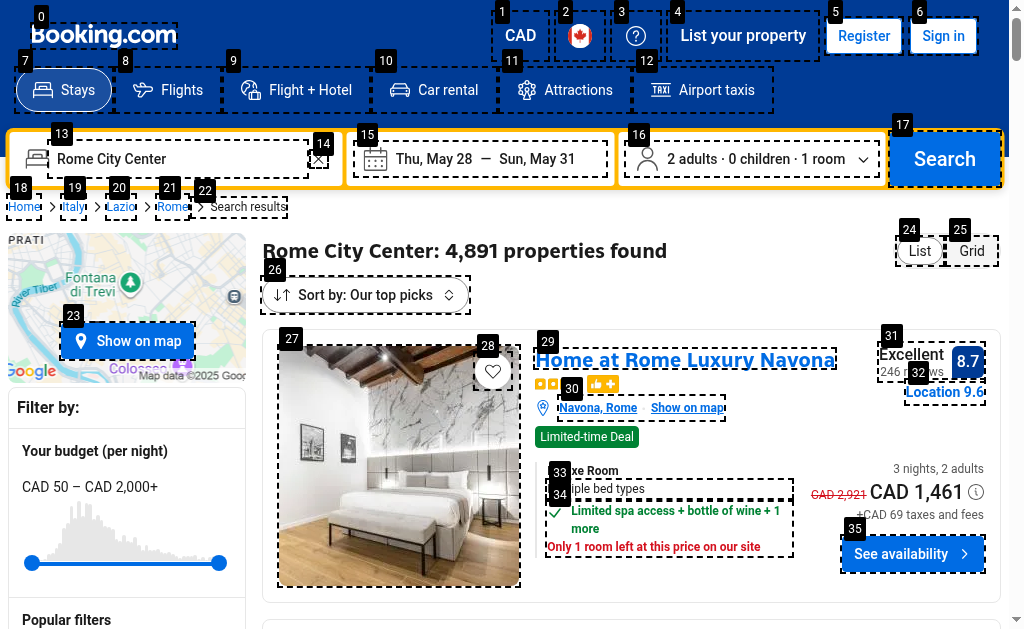 0
Booking.com
1
CAD
2
3
4
List your property
5
Register
6
Sign in
7
Stays
8
Flights
9
Flight + Hotel
10
Car rental
11
Attractions
12
Airport taxis
13
Rome City Center
14
15
Thu, May 28 — Sun, May 31
16
2 adults · 0 children · 1 room
17
Search
18
Home
19
Italy
20
Lazio
21
Rome
22
Search results
PRATI
Fontana
di Trevi
River Tiber
23
Show on map
Colosse
Google
Map data ©2025 Goog
Rome City Center: 4,891 properties found
24
List
25
Grid
26
Sort by: Our top picks
Filter by:
Your budget (per night)
CAD 50 – CAD 2,000+
Popular filters
27
28
29
Home at Rome Luxury Navona
30
Navona, Rome
Show on map
Limited-time Deal
31
Excellent
246
ws
8.7
32
Location 9.6
33
xe Room
34
iple bed types
Limited spa access + bottle of wine + 1
more
Only 1 room left at this price on our site
3 nights, 2 adults
CAD 2,921 CAD 1,461
+CAD 69 taxes and fees
35
See availability